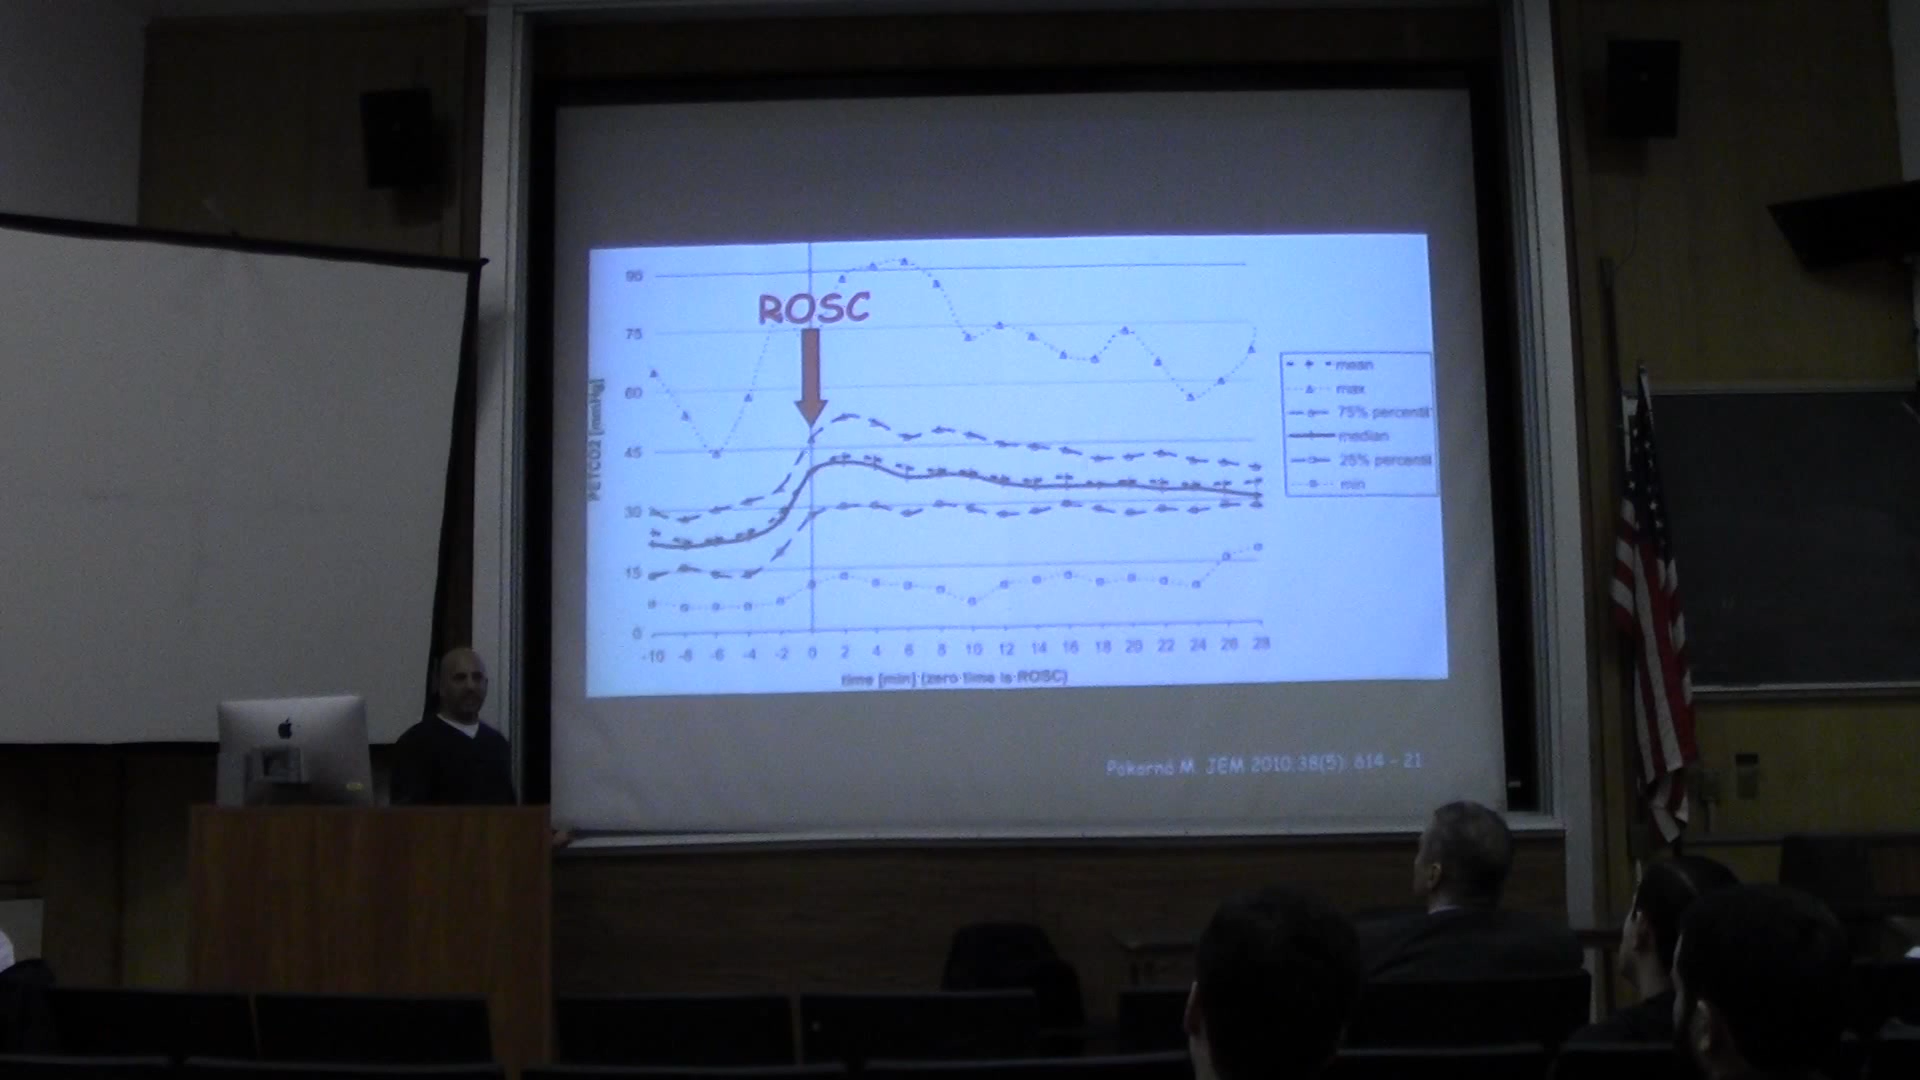 ROSC
PETCO2 [mmHg]
90
75
60
45
30
15
0
-10 -8 -6 -4 -2 0 2 4 6 8 10 12 14 16 18 20 22 24 26 28
time [min] (zero time is ROSC)
mean
max
75% percentil
median
25% percentil
min
Pokorná M. JEM 2010;38(5): 614 - 21